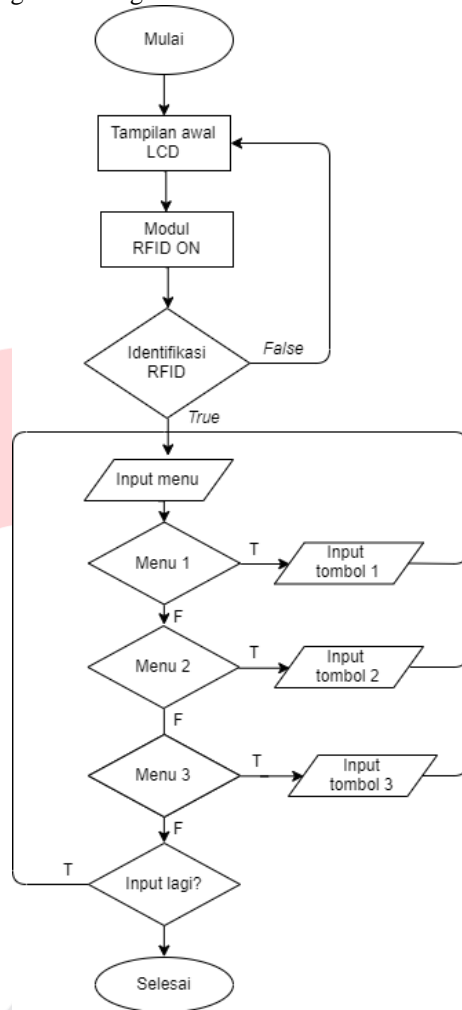 Mulai
Tampilan awal
LCD
Modul
RFID ON
Identifikasi
RFID
False
True
Input menu
Menu 1
T
Input
tombol 1
F
Menu 2
T
Input
tombol 2
F
Menu 3
T
Input
tombol 3
F
Input lagi?
T
Selesai